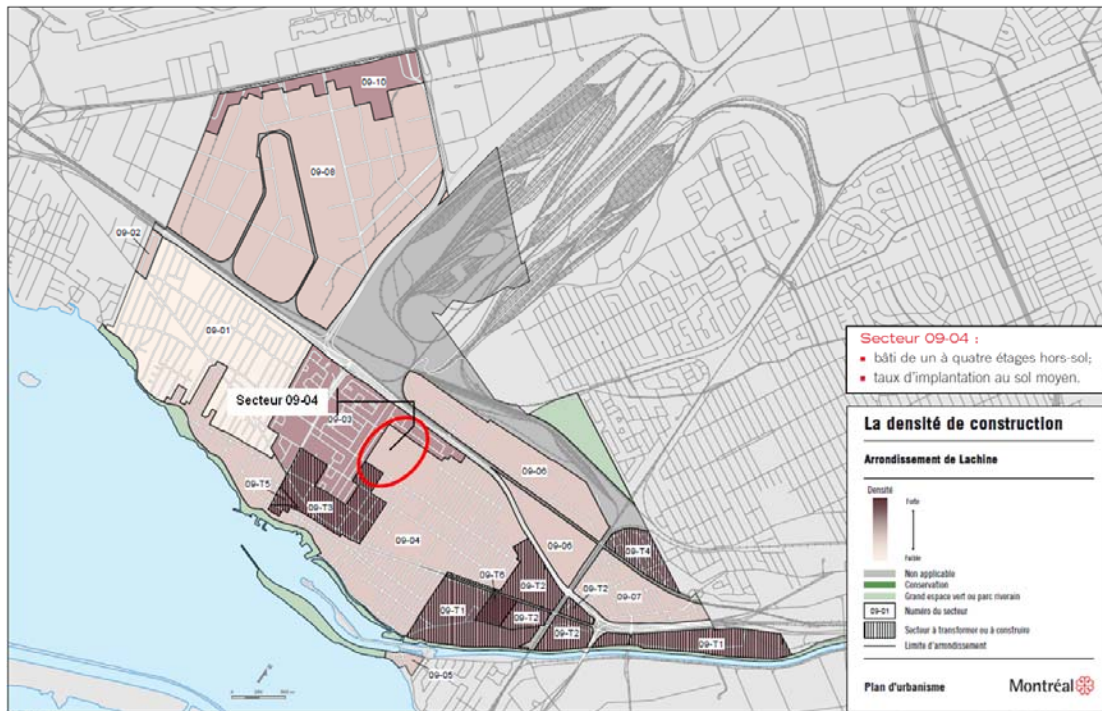 09-10
09-08
09-02
09-01
Secteur 09-04
09-03
Secteur 09-04 :
bâti de un à quatre étages hors-sol;
taux d'implantation au sol moyen.
09-06
09-T5
09-T3
09-04
09-06
09-T4
09-T6
09-T2
09-T2
09-07
09-T1
09-T2
09-T2
09-T1
09-05
La densité de construction
Arrondissement de Lachine
Densité
Forte
Faible
Non applicable
Conservation
Grand espace vert ou parc riverain
09-01
Numéro du secteur
Secteur à transformer ou à construire
Limite d'arrondissement
Plan d'urbanisme
Montréal